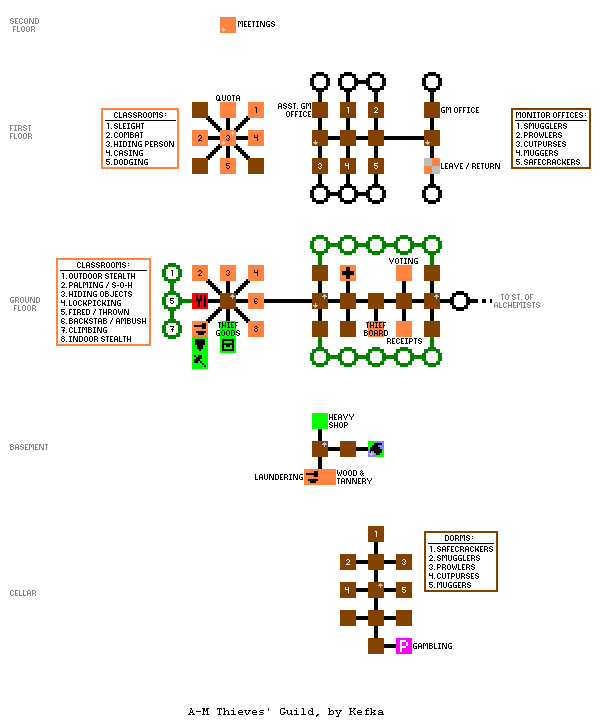 SECOND
FLOOR
MEETINGS
QUOTA
CLASSROOMS:
1. SLEIGHT
2. COMBAT
3. HIDING PERSON
4. CASING
5. DODGING
1
2
3
4
5
ASST. GM
OFFICE
1
2
GM OFFICE
FIRST
FLOOR
3
4
5
LEAVE / RETURN
MONITOR OFFICES:
1. SMUGGLERS
2. PROWLERS
3. CUTPURSES
4. MUGGERS
5. SAFECRACKERS
CLASSROOMS:
1. OUTDOOR STEALTH
2. PALMING / S-O-H
3. HIDING OBJECTS
4. LOCKPICKING
5. FIRED / THROWN
6. BACKSTAB / AMBUSH
7. CLIMBING
8. INDOOR STEALTH
1
2
3
4
5
6
7
8
THIEF
GOODS
VOTING
THIEF
BOARD
RECEIPTS
GROUND
FLOOR
TO ST. OF
ALCHEMISTS
HEAVY
SHOP
BASEMENT
LAUNDERING
WOOD &
TANNERY
1
2
3
4
5
DORMS:
1. SAFECRACKERS
2. SMUGGLERS
3. PROWLERS
4. CUTPURSES
5. MUGGERS
CELLAR
P
GAMBLING
A-M Thieves' Guild, by Kefka